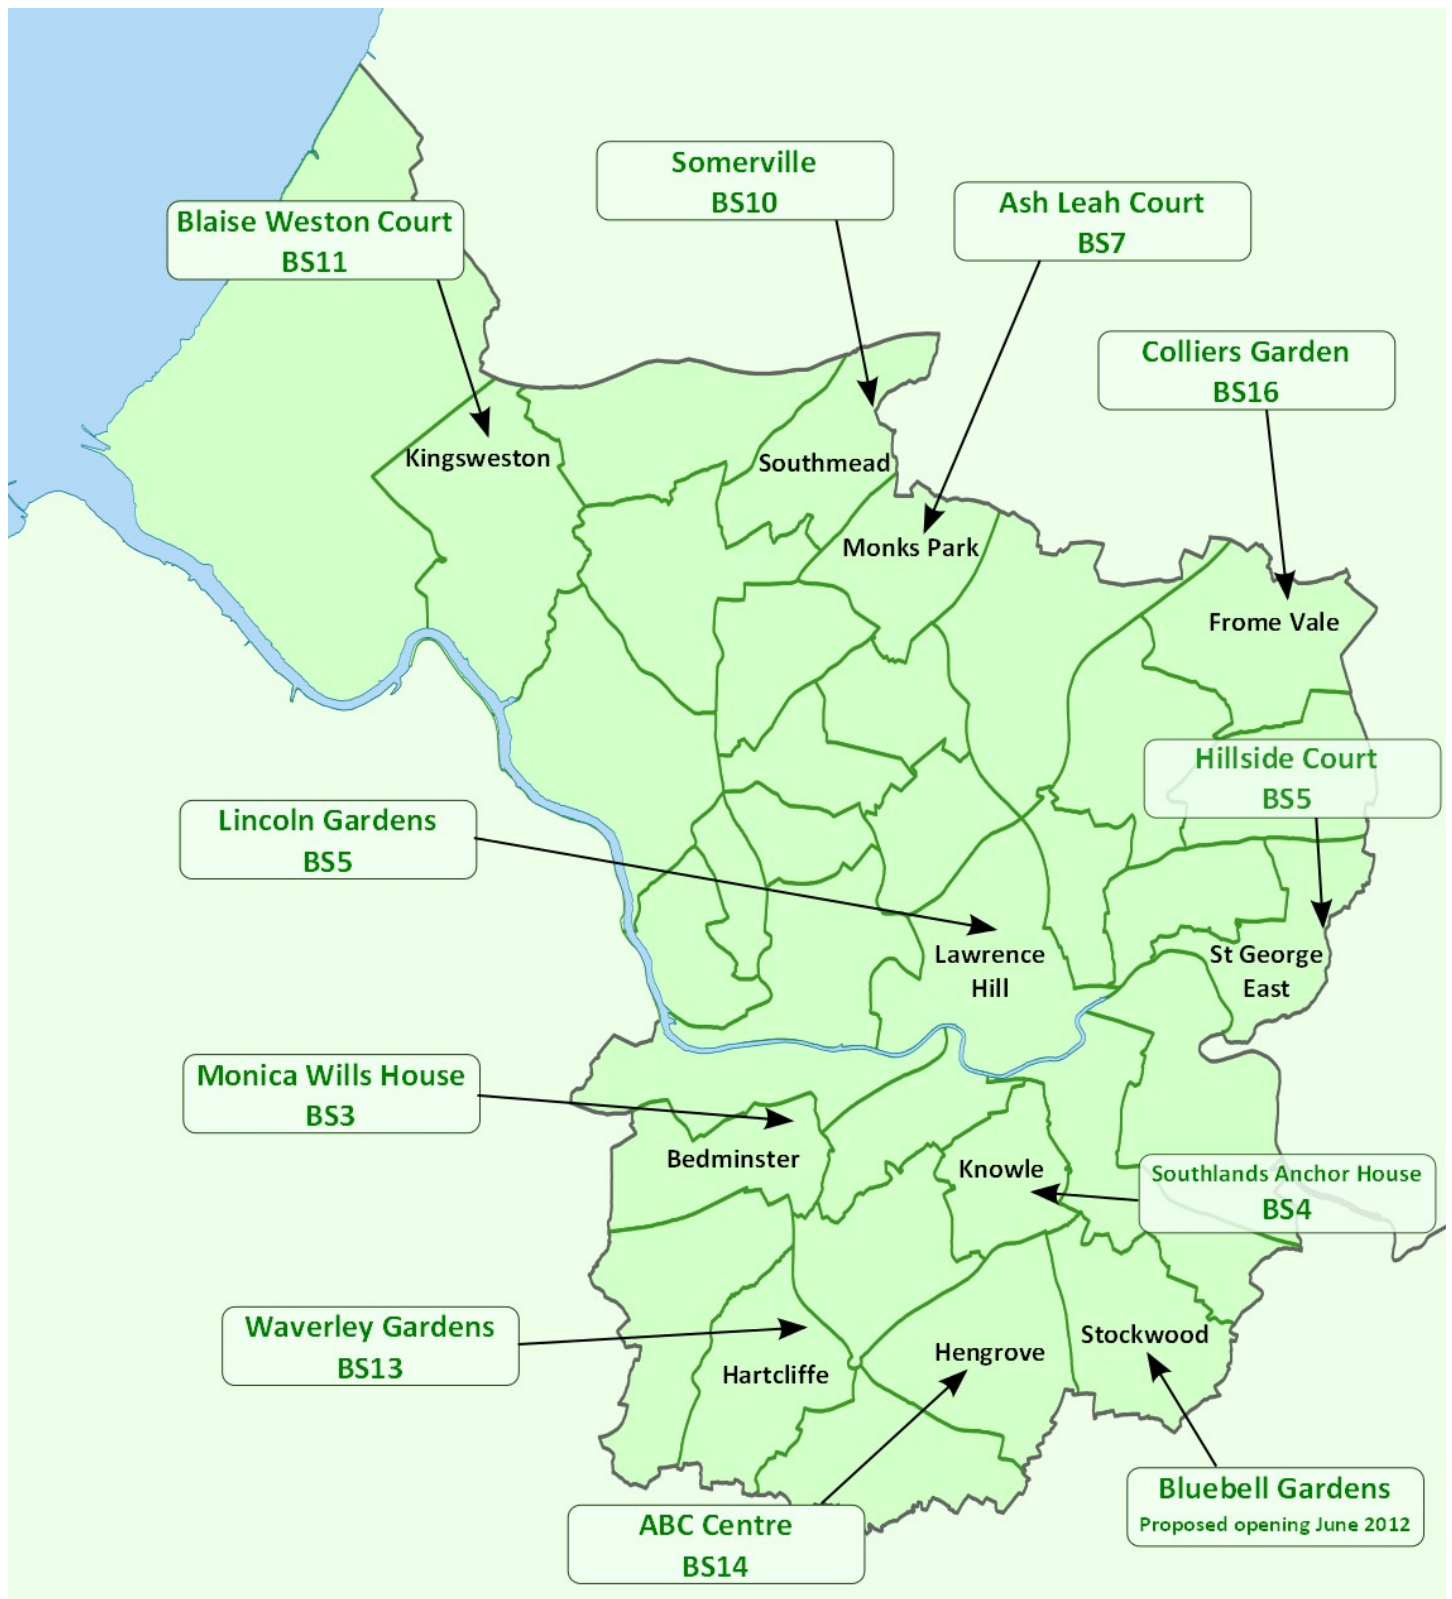 Somerville
BS10
Ash Leah Court
BS7
Blaise Weston Court
BS11
Colliers Garden
BS16
Kingsweston
Southmead
Monks Park
Frome Vale
Hillside Court
BS5
Lincoln Gardens
BS5
Lawrence
Hill
St George
East
Monica Wills House
BS3
Bedminster
Knowle
Southlands Anchor House
BS4
Waverley Gardens
BS13
Stockwood
Hengrove
Hartcliffe
Bluebell Gardens
Proposed opening June 2012
ABC Centre
BS14